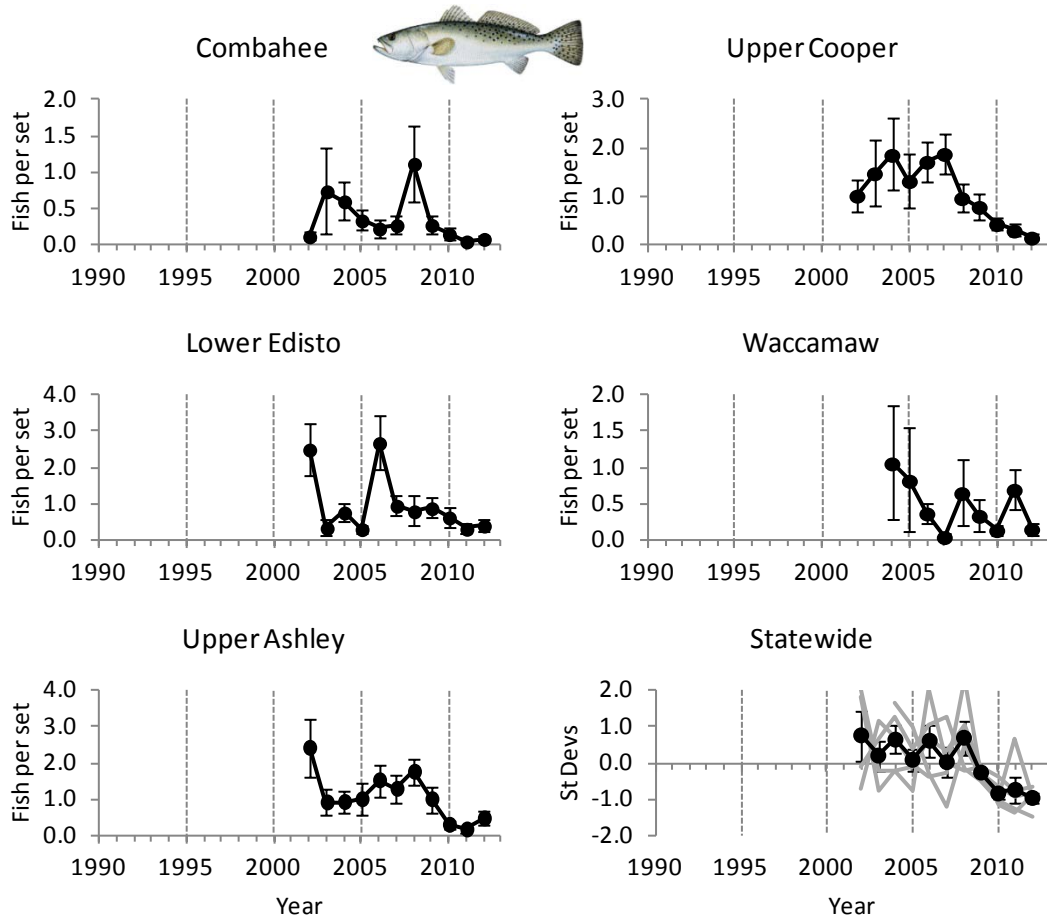 Combahee
Fish per set
2.0
1.5
1.0
0.5
0.0
1990 1995 2000 2005 2010
Upper Cooper
Fish per set
3.0
2.0
1.0
0.0
1990 1995 2000 2005 2010
Lower Edisto
Fish per set
4.0
3.0
2.0
1.0
0.0
1990 1995 2000 2005 2010
Waccamaw
Fish per set
2.0
1.5
1.0
0.5
0.0
1990 1995 2000 2005 2010
Upper Ashley
Fish per set
4.0
3.0
2.0
1.0
0.0
1990 1995 2000 2005 2010
Year
Statewide
St Devs
2.0
1.0
0.0
-1.0
-2.0
1990 1995 2000 2005 2010
Year